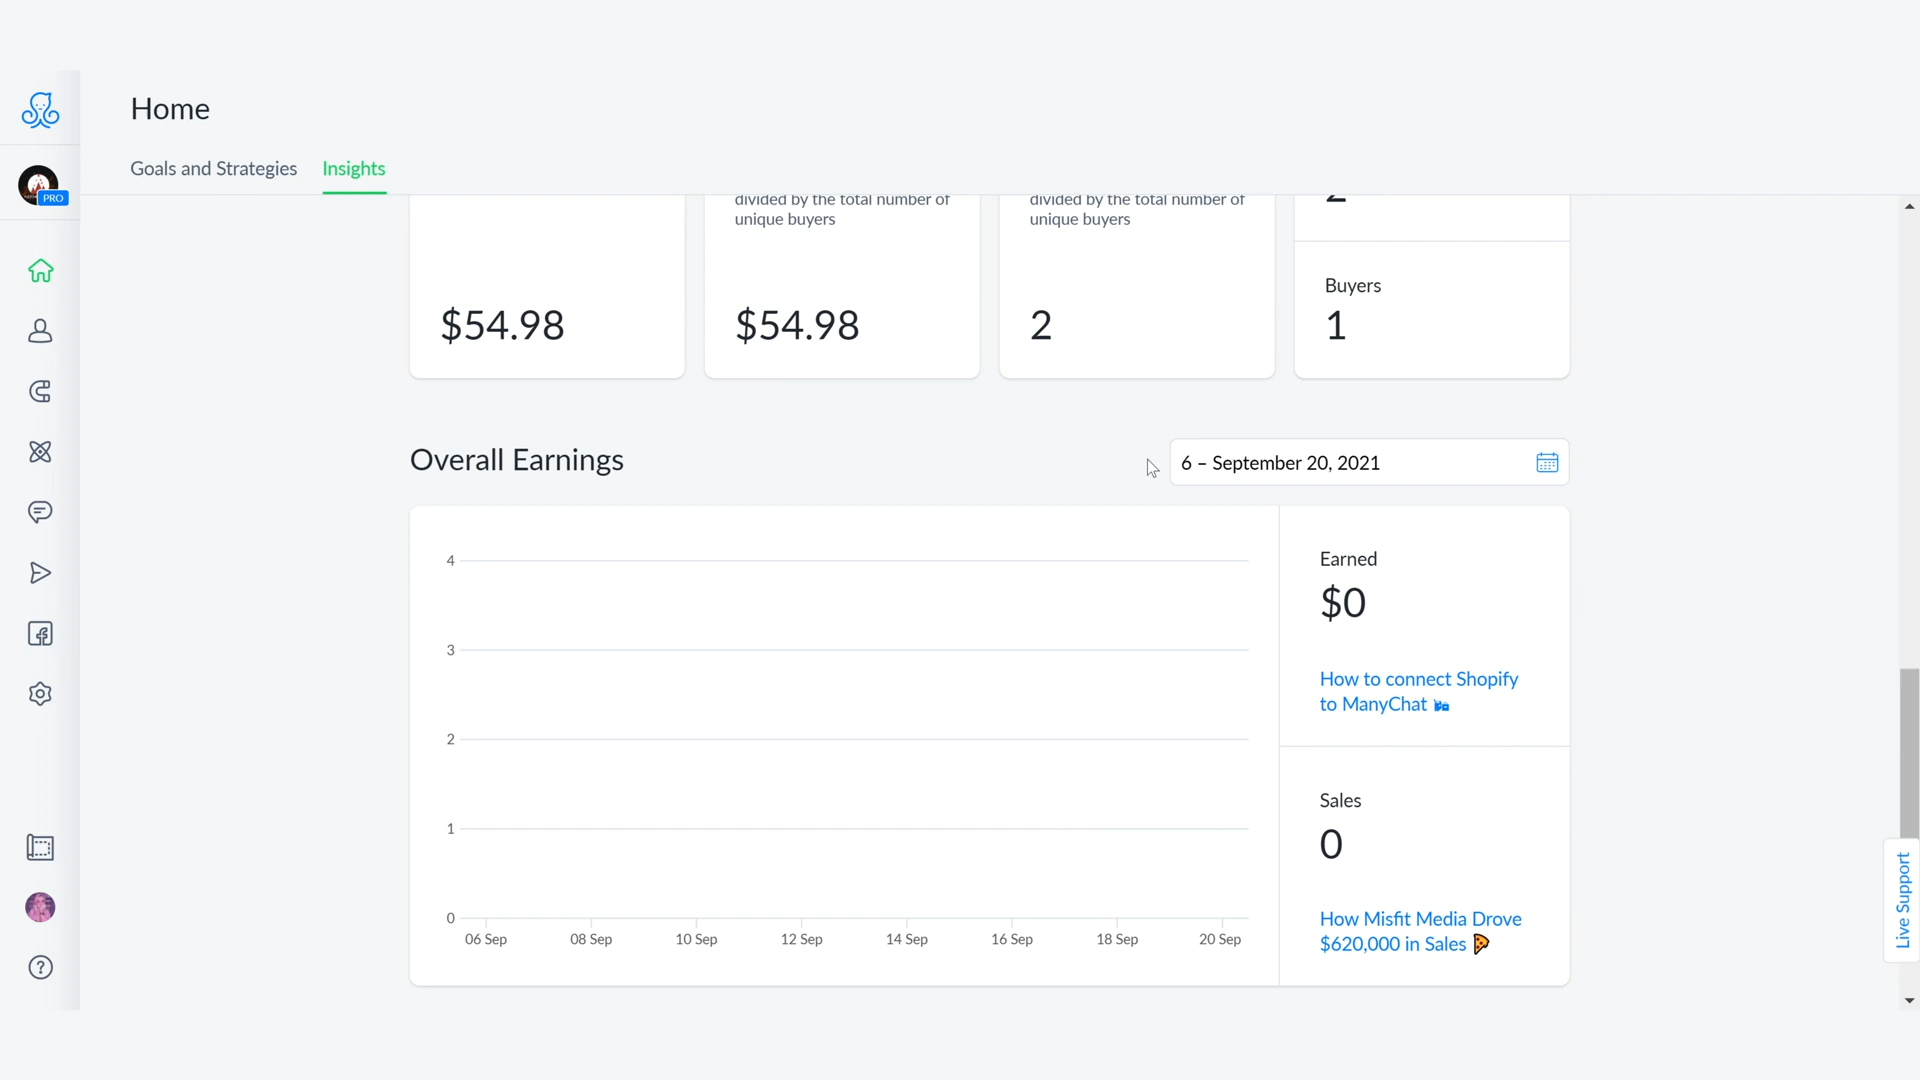 Home
Goals and Strategies
Insights
PRO
divided by the total number of
unique buyers
divided by the total number of
unique buyers
$54.98
$54.98
2
Buyers
1
Overall Earnings
6 – September 20, 2021
4
3
2
1
0
06 Sep
08 Sep
10 Sep
12 Sep
14 Sep
16 Sep
18 Sep
20 Sep
Earned
$0
How to connect Shopify
to ManyChat
Sales
0
How Misfit Media Drove
$620,000 in Sales 🍕
Live Support